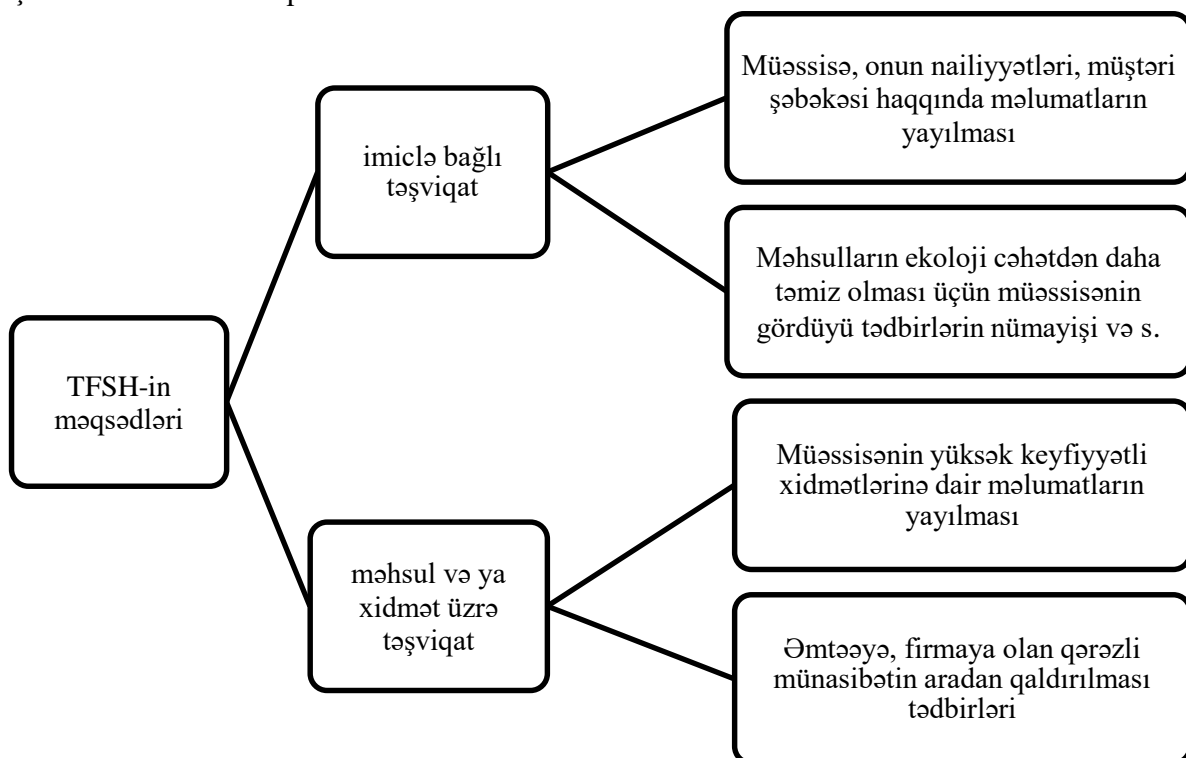 TFSH-in
məqsədləri
imiclə bağlı
təşviqat
Müəssisə, onun nailiyyətləri, müştəri
şəbəkəsi haqqında məlumatların
yayılması
Məhsulların ekoloji cəhətdən daha
təmiz olması üçün müəssisənin
gördüyü tədbirlərin nümayişi və s.
məhsul və ya
xidmət üzrə
təşviqat
Müəssisənin yüksək keyfiyyətli
xidmətlərinə dair məlumatların
yayılması
Əmtəəyə, firmaya olan qərəzli
münasibətin aradan qaldırılması
tədbirləri